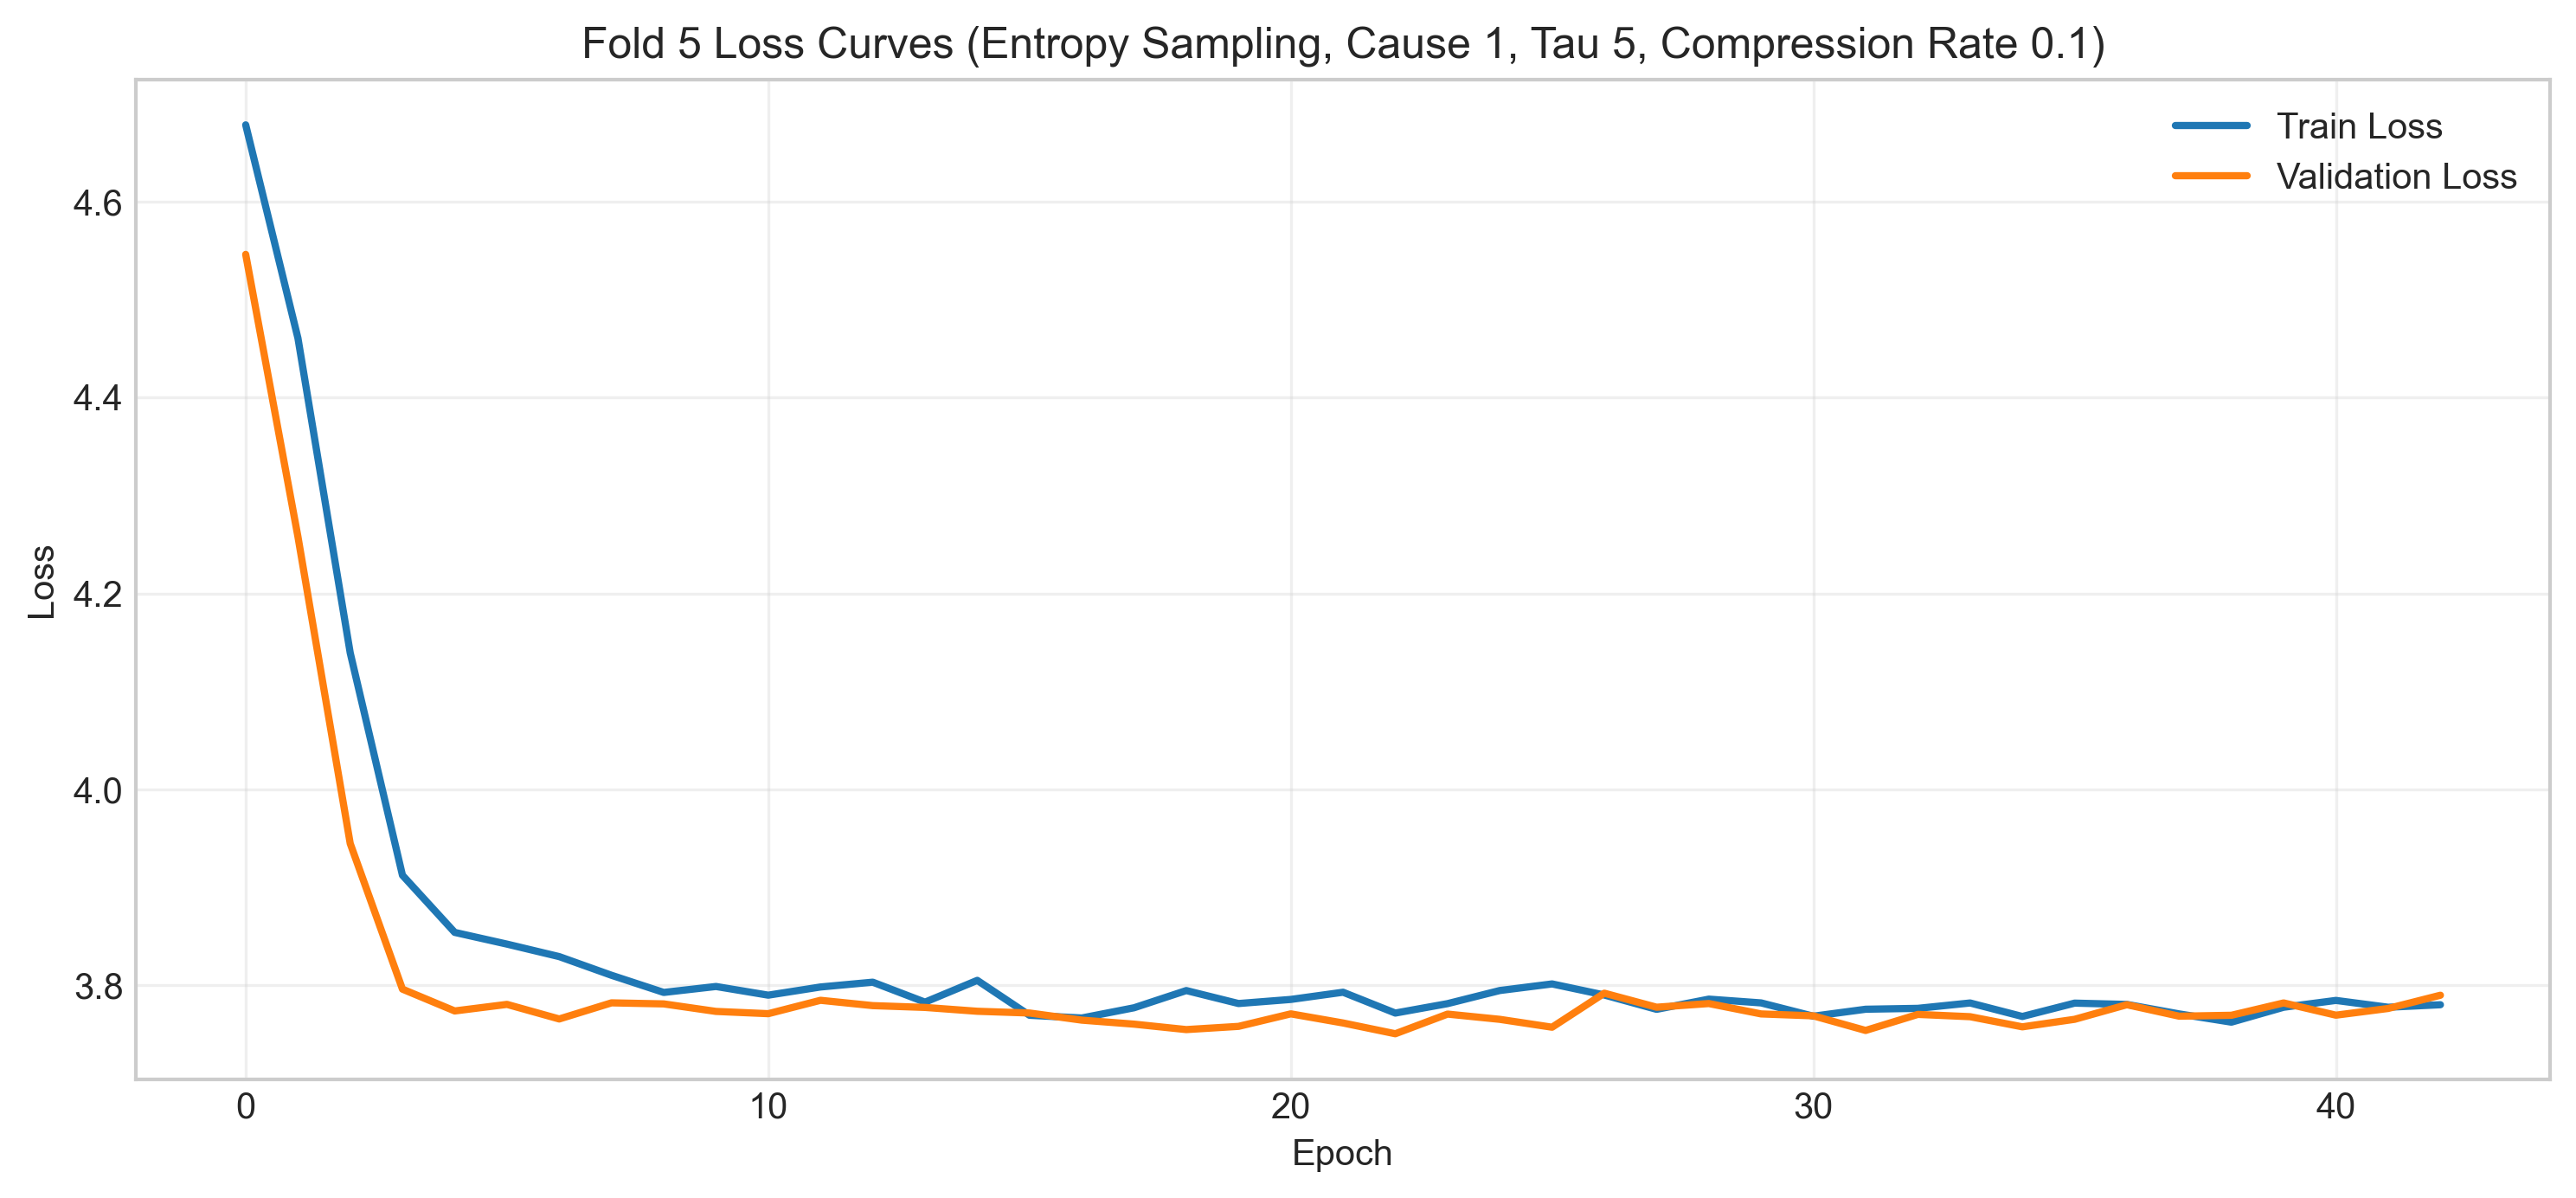 Fold 5 Loss Curves (Entropy Sampling, Cause 1, Tau 5, Compression Rate 0.1)
Train Loss
Validation Loss
Loss
4.6
4.4
4.2
4.0
3.8
0 10 20 30 40
Epoch